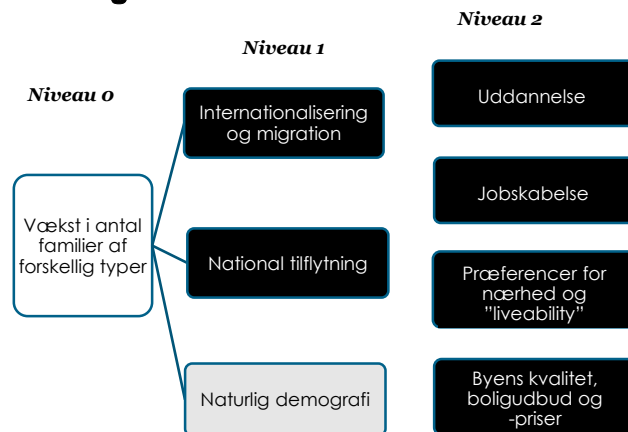 Niveau 0
Vækst i antal
familier af
forskellig typer
Niveau 1
Internationalisering
og migration
National tilflytning
Naturlig demografi
Niveau 2
Uddannelse
Jobskabelse
Præferencer for
nærhed og
”liveability”
Byens kvalitet,
boligudbud og
-priser